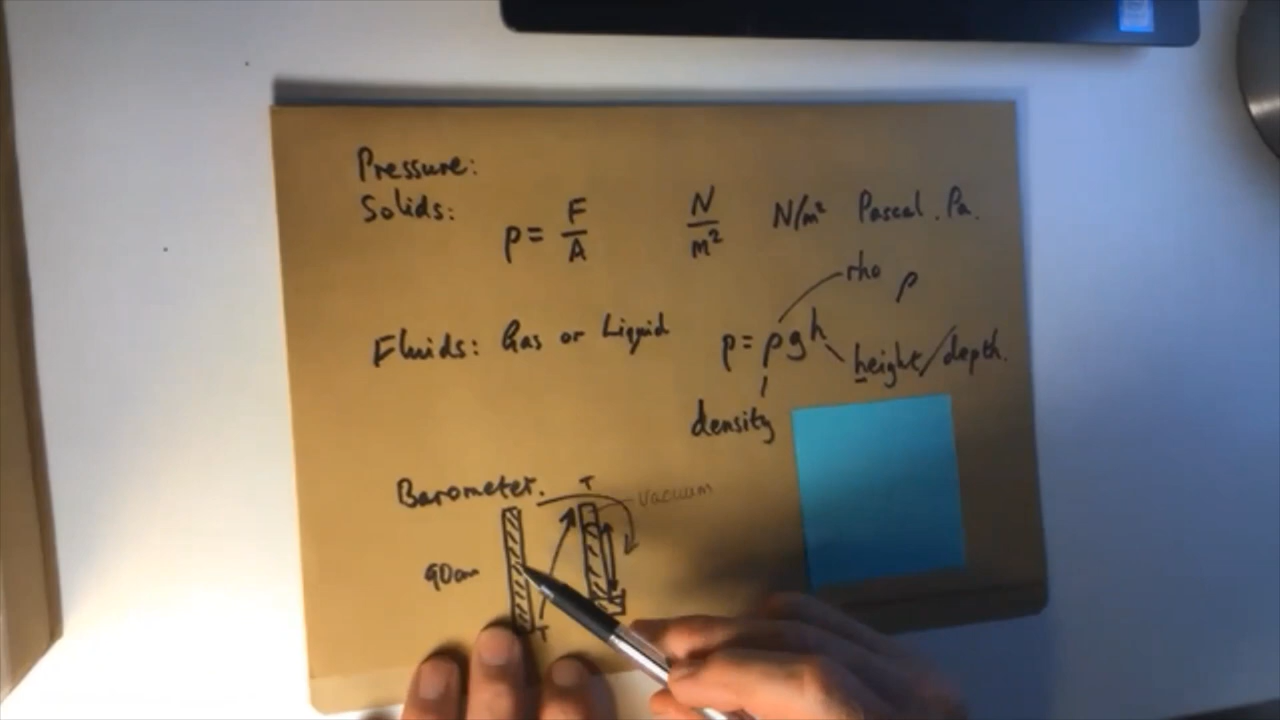 Pressure:
Solids:
p = F/A
N/m²
N/m² Pascal. Pa.
rho ρ
Fluids: Gas or Liquid
p = ρgh
height/depth.
density
Barometer.
T
Vacuum
90cm
T